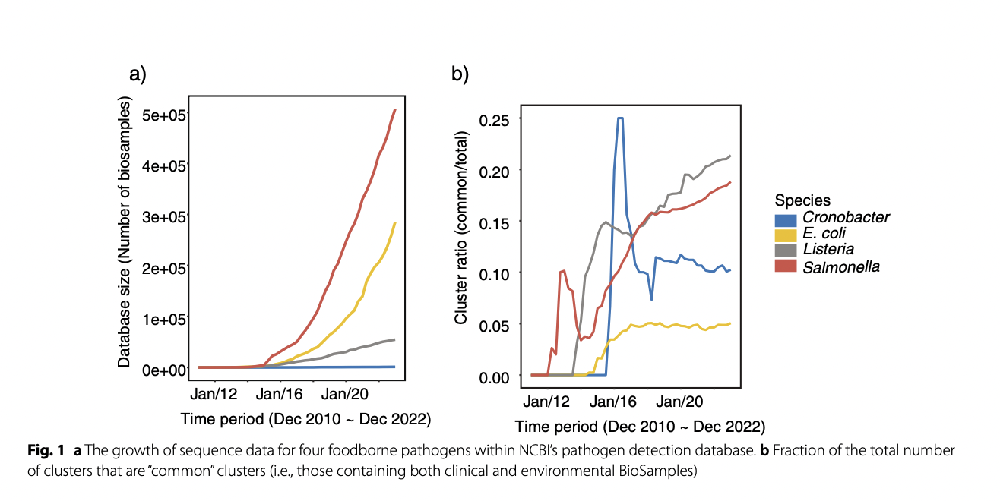 a)
Database size (Number of biosamples)
5e+05
4e+05
3e+05
2e+05
1e+05
0e+00
Jan/12 Jan/16 Jan/20
Time period (Dec 2010 ~ Dec 2022)
b)
Cluster ratio (common/total)
0.25
0.20
0.15
0.10
0.05
0.00
Jan/12 Jan/16 Jan/20
Time period (Dec 2010 ~ Dec 2022)
Species
Cronobacter
E. coli
Listeria
Salmonella
Fig. 1 a The growth of sequence data for four foodborne pathogens within NCBI’s pathogen detection database. b Fraction of the total number
of clusters that are “common” clusters (i.e., those containing both clinical and environmental BioSamples)